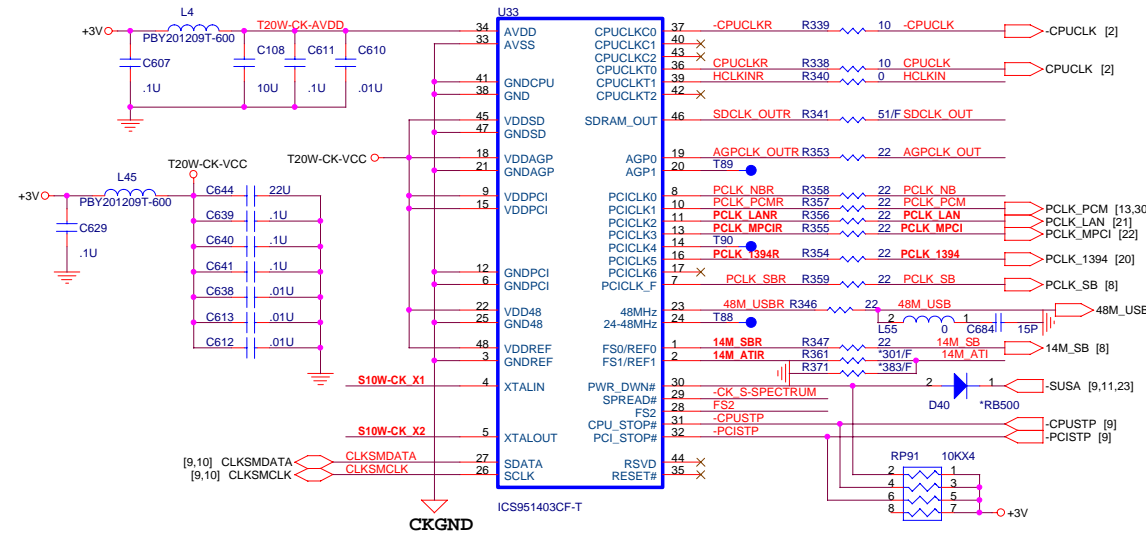 U33
L4
+3V
T20W-CK-AVDD
PBY201209T-600
C607
.1U
C108
10U
C611
.1U
C610
.01U
34 AVDD
33 AVSS
41 GNDCPU
38 GND
45 VDDSD
47 GNDSD
18 VDDAGP
21 GNDAGP
9 VDDPCI
15 VDDPCI
12 GNDPCI
6 GNDPCI
22 VDD48
25 GND48
48 VDDREF
3 GNDREF
4 XTALIN
5 XTALOUT
27 SDATA
26 SCLK
T20W-CK-VCC
T20W-CK-VCC
L45
+3V
PBY201209T-600
C629
.1U
C644 22U
C639 .1U
C640 .1U
C641 .1U
C638 .01U
C613 .01U
C612 .01U
S10W-CK_X1
S10W-CK_X2
[9,10] CLKSMDATA CLKSMDATA
[9,10] CLKSMCLK CLKSMCLK
CKGND
ICS951403CF-T
CPUCLKC0 37 -CPUCLKR R339 10 -CPUCLK -CPUCLK [2]
CPUCLKC1 40
CPUCLKC2 43
CPUCLKT0 36 CPUCLKR R338 10 CPUCLK CPUCLK [2]
CPUCLKT1 39 HCLKINR R340 0 HCLKIN
CPUCLKT2 42
SDRAM_OUT 46 SDCLK_OUTR R341 51/F SDCLK_OUT
AGP0 19 AGPCLK_OUTR R353 22 AGPCLK_OUT
AGP1 20 T89
PCICLK0 8 PCLK_NBR R358 22 PCLK_NB
PCICLK1 10 PCLK_PCMR R357 22 PCLK_PCM PCLK_PCM [13,30
PCICLK2 11 PCLK_LANR R356 22 PCLK_LAN PCLK_LAN [21]
PCICLK3 13 PCLK_MPCIR R355 22 PCLK_MPCI PCLK_MPCI [22]
PCICLK4 14 T90
PCICLK5 16 PCLK_1394R R354 22 PCLK_1394 PCLK_1394 [20]
PCICLK6 17
PCICLK_F 7 PCLK_SBR R359 22 PCLK_SB PCLK_SB [8]
48MHz 23 48M_USBR R346 22 48M_USB 48M_USB
24-48MHz 24 T88
L55 2 0 1 C684 15P
FS0/REF0 1 14M_SBR R347 22 14M_SB 14M_SB [8]
FS1/REF1 2 14M_ATIR R361 *301/F 14M_ATI
R371 *383/F
PWR_DWN# 30 2 1 -SUSA [9,11,23]
D40 *RB500
SPREAD# 29 -CK_S-SPECTRUM
FS2 28 FS2
CPU_STOP# 31 -CPUSTP -CPUSTP [9]
PCI_STOP# 32 -PCISTP -PCISTP [9]
RSVD 44
RESET# 35
RP91 10KX4
2 1
4 3
6 5
8 7
+3V